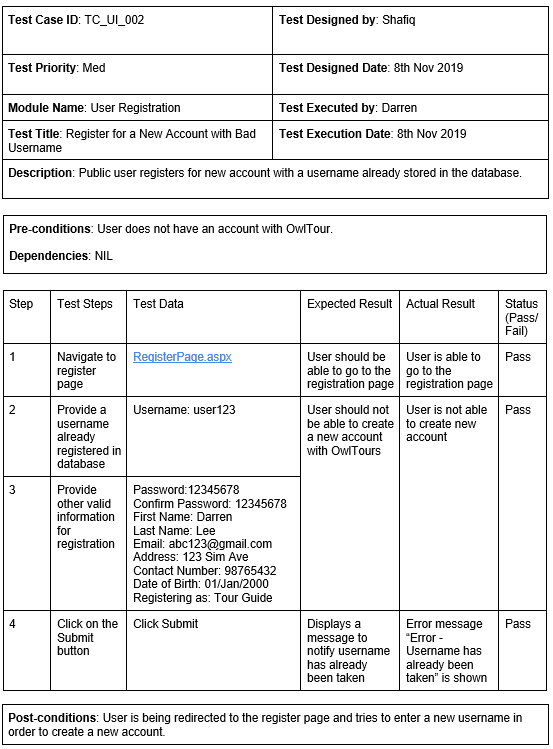 Test Case ID: TC_UI_002
Test Designed by: Shafiq
Test Priority: Med
Test Designed Date: 8th Nov 2019
Module Name: User Registration
Test Executed by: Darren
Test Title: Register for a New Account with Bad
Username
Test Execution Date: 8th Nov 2019
Description: Public user registers for new account with a username already stored in the database.
Pre-conditions: User does not have an account with OwlTour.
Dependencies: NIL
Step
Test Steps
Test Data
Expected Result
Actual Result
Status
(Pass/
Fail)
1
Navigate to
register
page
RegisterPage.aspx
User should be
able to go to the
registration page
User is able to
go to the
registration page
Pass
2
Provide a
username
already
registered in
database
Username: user123
User should not
be able to create
a new account
with OwlTours
User is not able
to create new
account
Pass
3
Provide
other valid
information
for
registration
Password:12345678
Confirm Password: 12345678
First Name: Darren
Last Name: Lee
Email: abc123@gmail.com
Address: 123 Sim Ave
Contact Number: 98765432
Date of Birth: 01/Jan/2000
Registering as: Tour Guide
4
Click on the
Submit
button
Click Submit
Displays a
message to
notify username
has already
been taken
Error message
“Error -
Username has
already been
taken” is shown
Pass
Post-conditions: User is being redirected to the register page and tries to enter a new username in
order to create a new account.